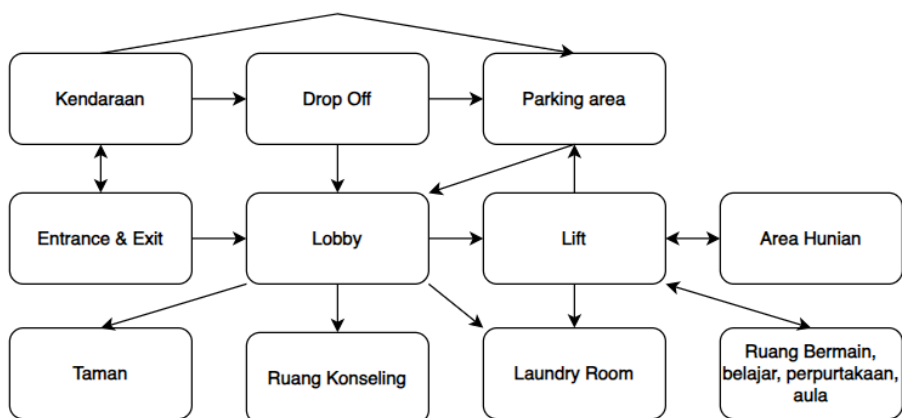 Kendaraan
Drop Off
Parking area
Entrance & Exit
Lobby
Lift
Area Hunian
Taman
Ruang Konseling
Laundry Room
Ruang Bermain,
belajar, perpurtakaan,
aula